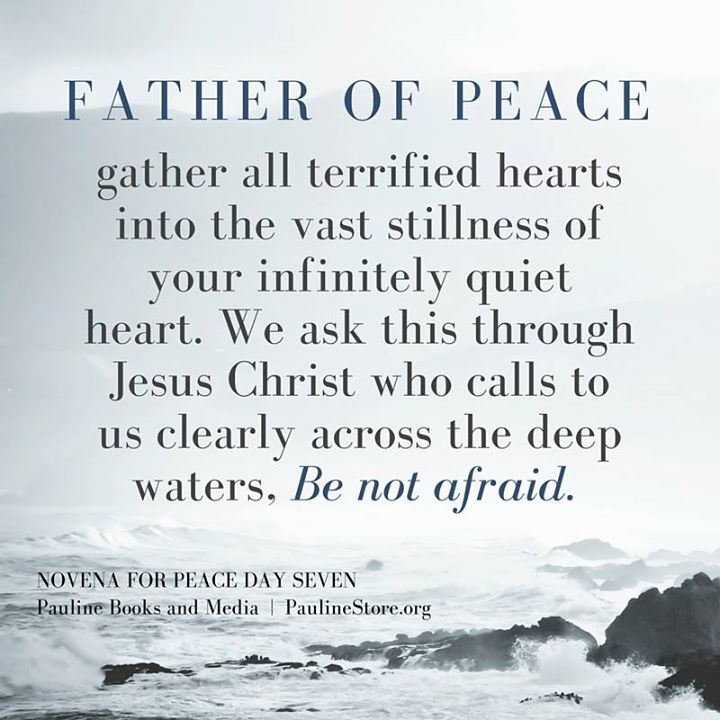 FATHER OF PEACE
gather all terrified hearts
into the vast stillness of
your infinitely quiet
heart. We ask this through
Jesus Christ who calls to
us clearly across the deep
waters, Be not afraid.
NOVENA FOR PEACE DAY SEVEN
Pauline Books and Media | PaulineStore.org